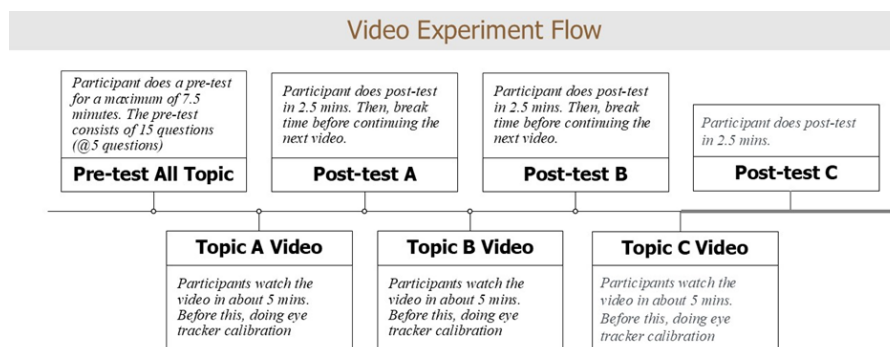 Video Experiment Flow
Participant does a pre-test
for a maximum of 7.5
minutes. The pre-test
consists of 15 questions
(@5 questions)
Pre-test All Topic
Participant does post-test
in 2.5 mins. Then, break
time before continuing the
next video.
Post-test A
Participant does post-test
in 2.5 mins. Then, break
time before continuing the
next video.
Post-test B
Participant does post-test
in 2.5 mins.
Post-test C
Topic A Video
Participants watch the
video in about 5 mins.
Before this, doing eye
tracker calibration
Topic B Video
Participants watch the
video in about 5 mins.
Before this, doing eye
tracker calibration
Topic C Video
Participants watch the
video in about 5 mins.
Before this, doing eye
tracker calibration